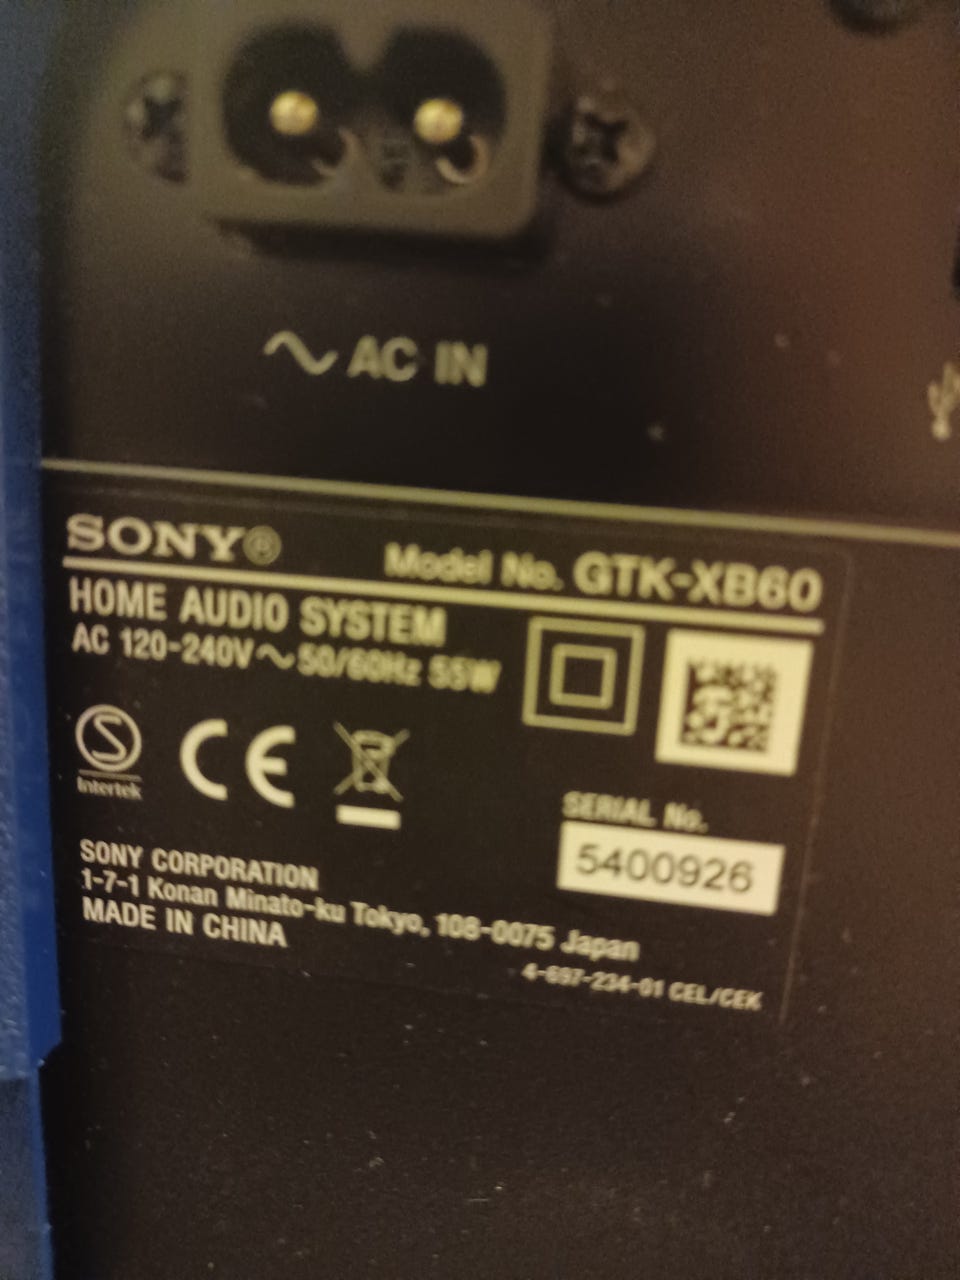 ∿ AC IN
SONY® Model No. GTK-XB60
HOME AUDIO SYSTEM
AC 120-240V ∿ 50/60Hz 55W
S
Intertek
CE
SERIAL No.
5400926
SONY CORPORATION
1-7-1 Konan Minato-ku Tokyo, 108-0075 Japan
MADE IN CHINA
4-697-234-01 CEL/CEK